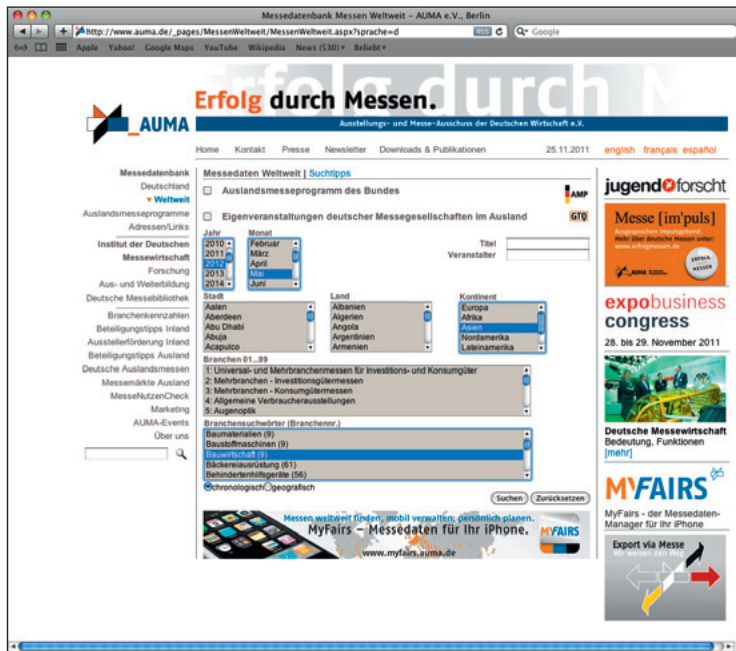 Messedatenbank Messen Weltweit – AUMA e.V., Berlin
http://www.auma.de/_pages/MessenWeltweit/MessenWeltweit.aspx?sprache=d
RSS
Google
Apple Yahoo! Google Maps YouTube Wikipedia News (530) Beliebt
Erfolg durch Messen.
Ausstellungs- und Messe-Ausschuss der Deutschen Wirtschaft e.V.
_AUMA
Home Kontakt Presse Newsletter Downloads & Publikationen 25.11.2011 english français español
Messedatenbank
Deutschland
Weltweit
Auslandsmesseprogramme
Adressen/Links
Institut der Deutschen
Messewirtschaft
Forschung
Aus- und Weiterbildung
Deutsche Messebibliothek
Branchenkennzahlen
Beteiligungstipps Inland
Ausstellerförderung Inland
Beteiligungstipps Ausland
Deutsche Auslandsmessen
Messemärkte Ausland
MesseNutzenCheck
Marketing
AUMA-Events
Über uns
Messedaten Weltweit | Suchtipps
Auslandsmesseprogramm des Bundes
AMP
Eigenveranstaltungen deutscher Messegesellschaften im Ausland
GTQ
Jahr Monat
2010 Februar
2011 März
2012 April
2013 Mai
2014 Juni
Titel
Veranstalter
Stadt Land Kontinent
Aalen Albanien Europa
Aberdeen Algerien Afrika
Abu Dhabi Angola Asien
Abuja Argentinien Nordamerika
Acapulco Armenien Lateinamerika
Branchen 01...99
1: Universal- und Mehrbranchenmessen für Investitions- und Konsumgüter
2: Mehrbranchen - Investitionsgütermessen
3: Mehrbranchen - Konsumgütermessen
4: Allgemeine Verbraucherausstellungen
5: Augenoptik
Branchensuchwörter (Branchennr.)
Baumaterialien (9)
Baustoffmaschinen (9)
Bauwirtschaft (9)
Bäckereiausrüstung (61)
Behindertenhilfsgeräte (56)
chronologisch geografisch
Suchen Zurücksetzen
Messen weltweit finden, mobil verwalten, persönlich planen.
MyFairs – Messedaten für Ihr iPhone.
www.myfairs.auma.de
MYFAIRS
jugend forscht
Messe [im'puls]
Ausgesprochen impulsgebend.
Mehr über deutsche Messen unter:
www.erfolgmessen.de
ERFOLG
MESSEN
_AUMA
expobusiness
congress
28. bis 29. November 2011
Deutsche Messewirtschaft
Bedeutung, Funktionen
[mehr]
MYFAIRS
MyFairs - der Messedaten-
Manager für Ihr iPhone
Export via Messe
Wir weisen den Weg